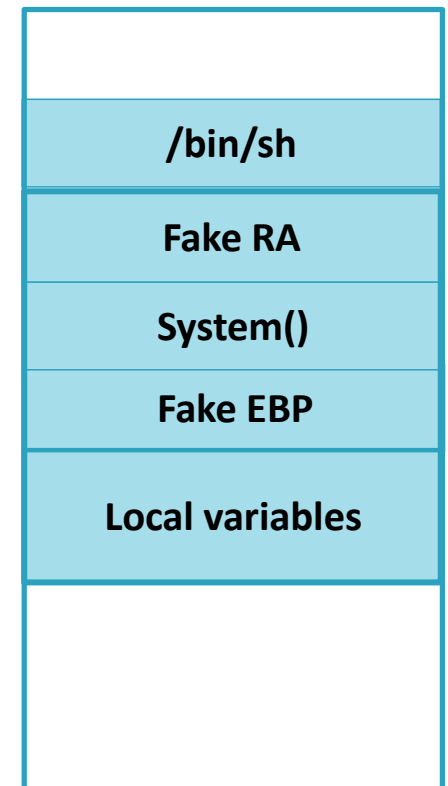 /bin/sh
Fake RA
System()
Fake EBP
Local variables